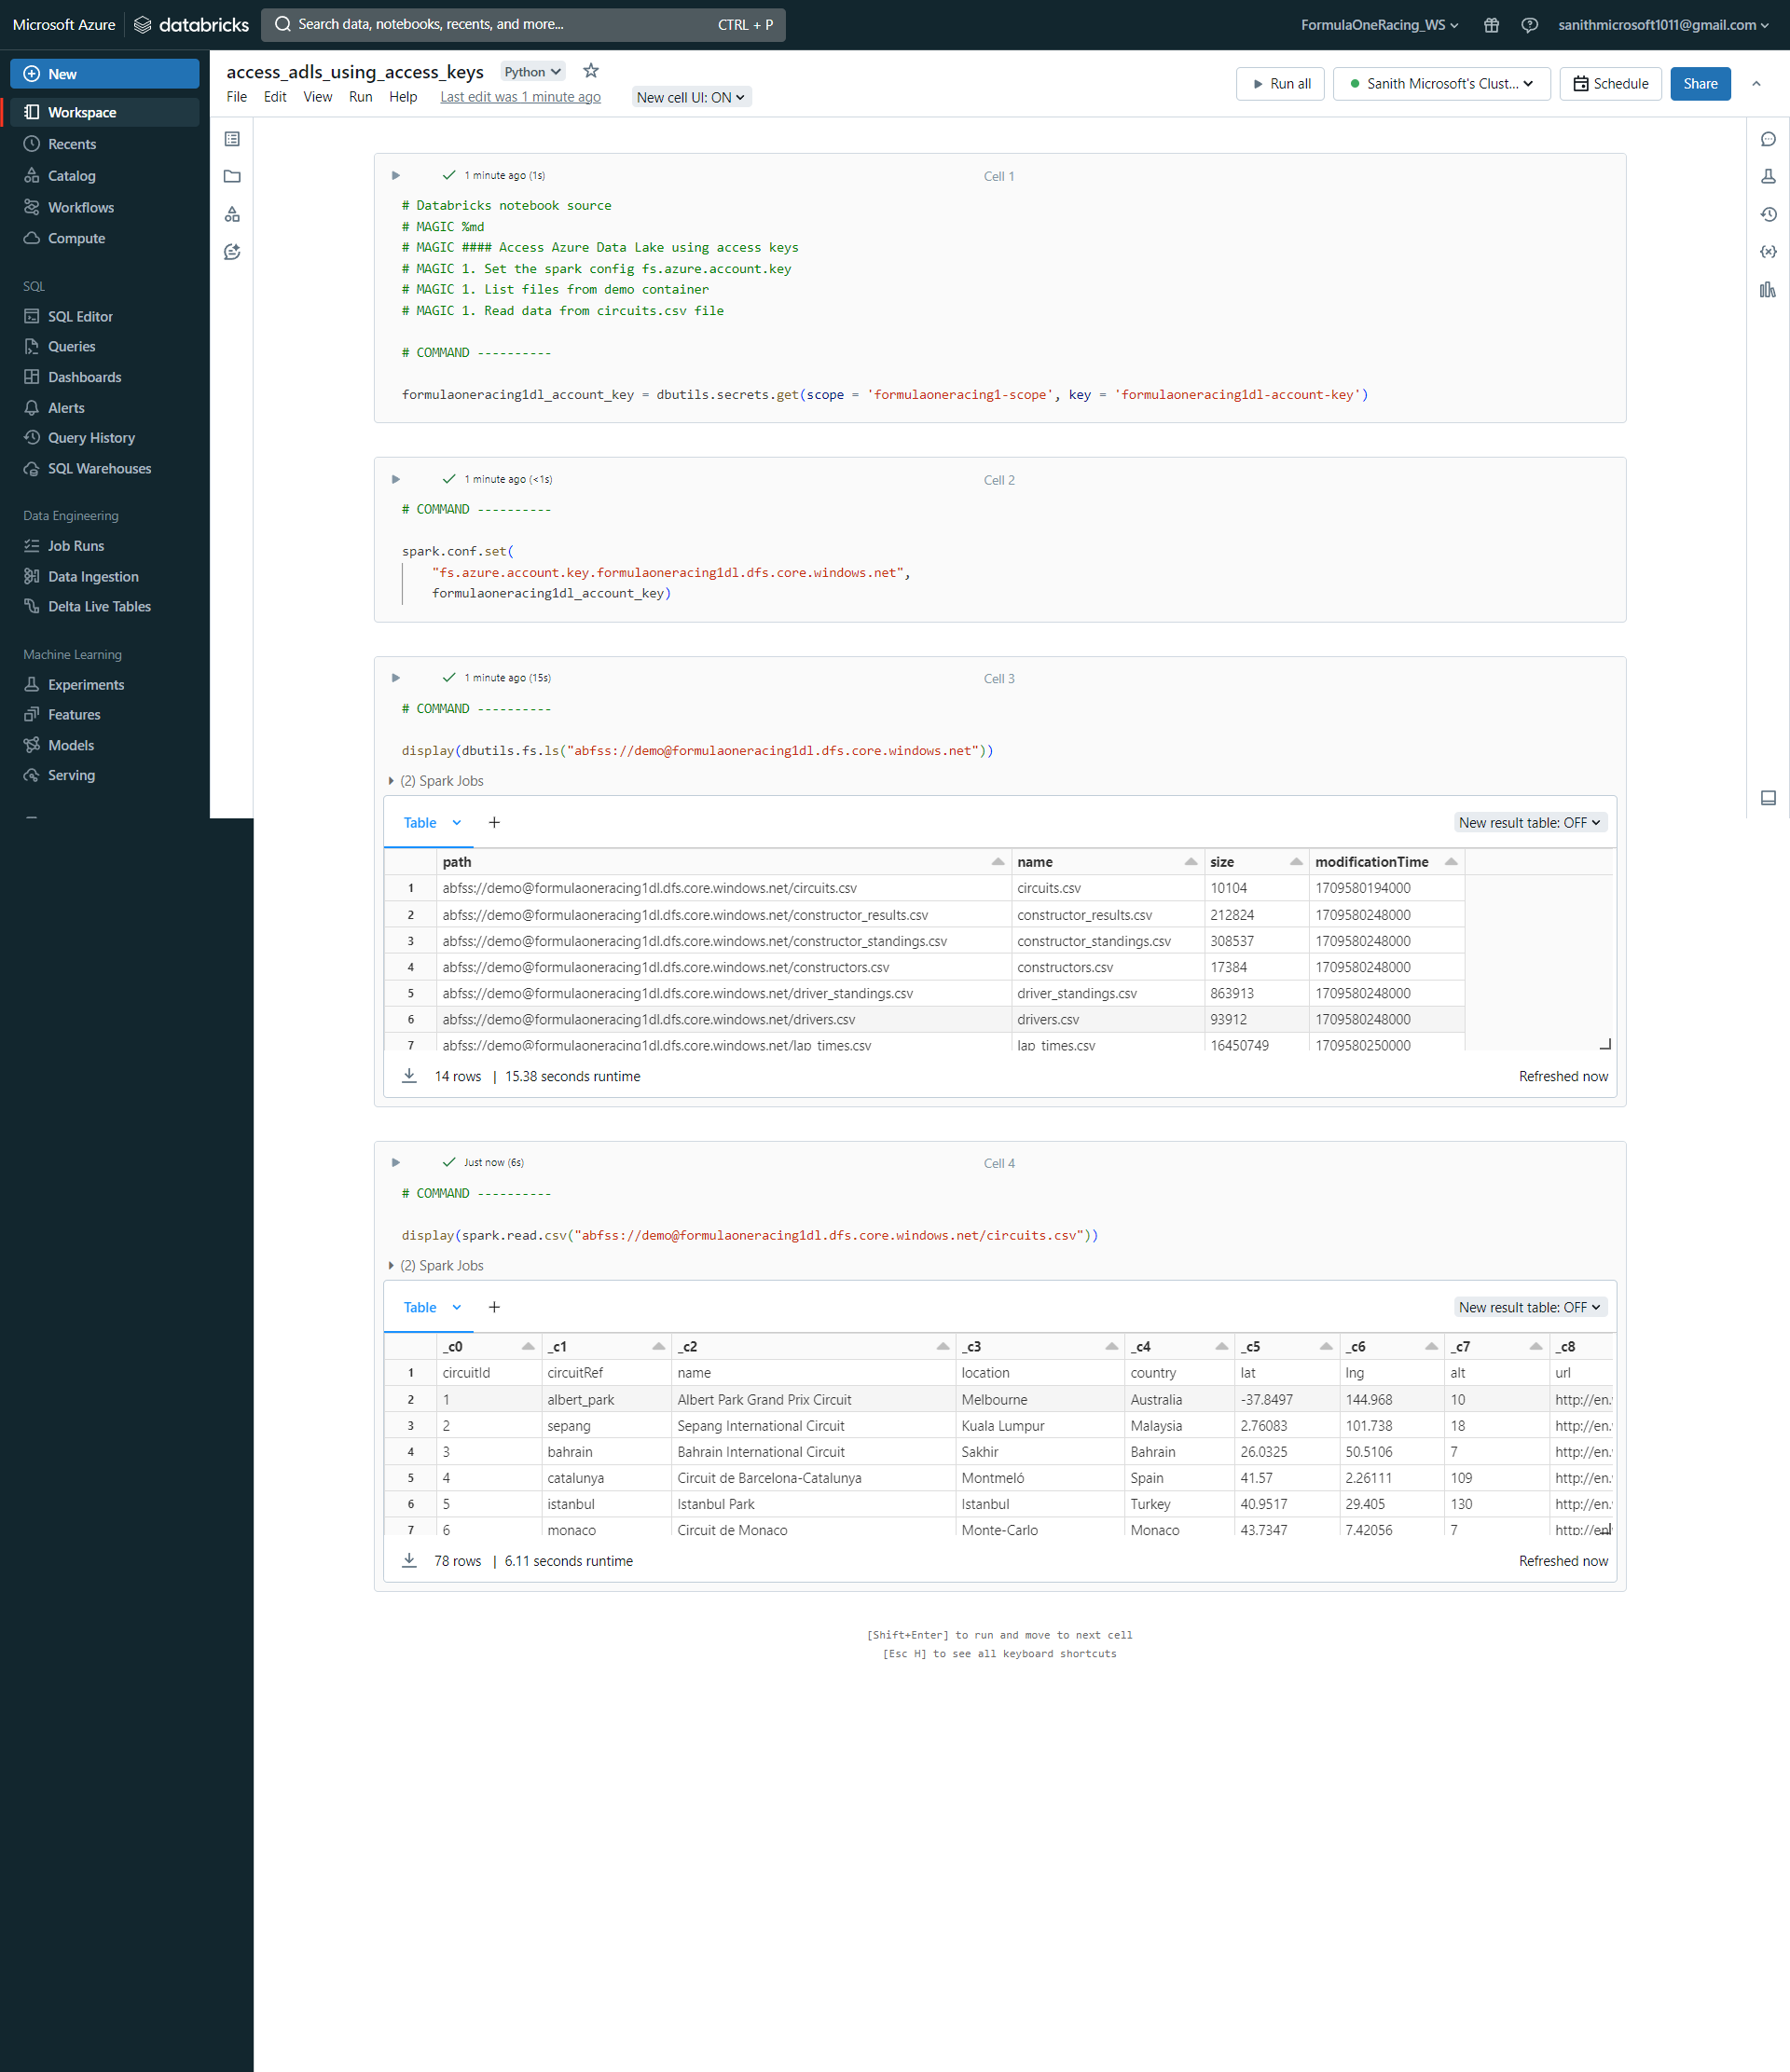 Microsoft Azure databricks Search data, notebooks, recents, and more... CTRL + P FormulaOneRacing_WS sanithmicrosoft1011@gmail.com
New
Workspace
Recents
Catalog
Workflows
Compute
SQL
SQL Editor
Queries
Dashboards
Alerts
Query History
SQL Warehouses
Data Engineering
Job Runs
Data Ingestion
Delta Live Tables
Machine Learning
Experiments
Features
Models
Serving
access_adls_using_access_keys Python
File Edit View Run Help Last edit was 1 minute ago New cell UI: ON
Run all Sanith Microsoft's Clust... Schedule Share
1 minute ago (1s) Cell 1
# Databricks notebook source
# MAGIC %md
# MAGIC #### Access Azure Data Lake using access keys
# MAGIC 1. Set the spark config fs.azure.account.key
# MAGIC 1. List files from demo container
# MAGIC 1. Read data from circuits.csv file
# COMMAND ----------
formulaoneracing1dl_account_key = dbutils.secrets.get(scope = 'formulaoneracing1-scope', key = 'formulaoneracing1dl-account-key')
1 minute ago (<1s) Cell 2
# COMMAND ----------
spark.conf.set(
"fs.azure.account.key.formulaoneracing1dl.dfs.core.windows.net",
formulaoneracing1dl_account_key)
1 minute ago (15s) Cell 3
# COMMAND ----------
display(dbutils.fs.ls("abfss://demo@formulaoneracing1dl.dfs.core.windows.net"))
(2) Spark Jobs
Table + New result table: OFF
path name size modificationTime
1 abfss://demo@formulaoneracing1dl.dfs.core.windows.net/circuits.csv circuits.csv 10104 1709580194000
2 abfss://demo@formulaoneracing1dl.dfs.core.windows.net/constructor_results.csv constructor_results.csv 212824 1709580248000
3 abfss://demo@formulaoneracing1dl.dfs.core.windows.net/constructor_standings.csv constructor_standings.csv 308537 1709580248000
4 abfss://demo@formulaoneracing1dl.dfs.core.windows.net/constructors.csv constructors.csv 17384 1709580248000
5 abfss://demo@formulaoneracing1dl.dfs.core.windows.net/driver_standings.csv driver_standings.csv 863913 1709580248000
6 abfss://demo@formulaoneracing1dl.dfs.core.windows.net/drivers.csv drivers.csv 93912 1709580248000
7 abfss://demo@formulaoneracing1dl.dfs.core.windows.net/lap_times.csv lap_times.csv 16450749 1709580250000
14 rows | 15.38 seconds runtime Refreshed now
Just now (6s) Cell 4
# COMMAND ----------
display(spark.read.csv("abfss://demo@formulaoneracing1dl.dfs.core.windows.net/circuits.csv"))
(2) Spark Jobs
Table + New result table: OFF
_c0 _c1 _c2 _c3 _c4 _c5 _c6 _c7 _c8
1 circuitId circuitRef name location country lat lng alt url
2 1 albert_park Albert Park Grand Prix Circuit Melbourne Australia -37.8497 144.968 10 http://en.
3 2 sepang Sepang International Circuit Kuala Lumpur Malaysia 2.76083 101.738 18 http://en.
4 3 bahrain Bahrain International Circuit Sakhir Bahrain 26.0325 50.5106 7 http://en.
5 4 catalunya Circuit de Barcelona-Catalunya Montmeló Spain 41.57 2.26111 109 http://en.
6 5 istanbul Istanbul Park Istanbul Turkey 40.9517 29.405 130 http://en.
7 6 monaco Circuit de Monaco Monte-Carlo Monaco 43.7347 7.42056 7 http://en
78 rows | 6.11 seconds runtime Refreshed now
[Shift+Enter] to run and move to next cell
[Esc H] to see all keyboard shortcuts